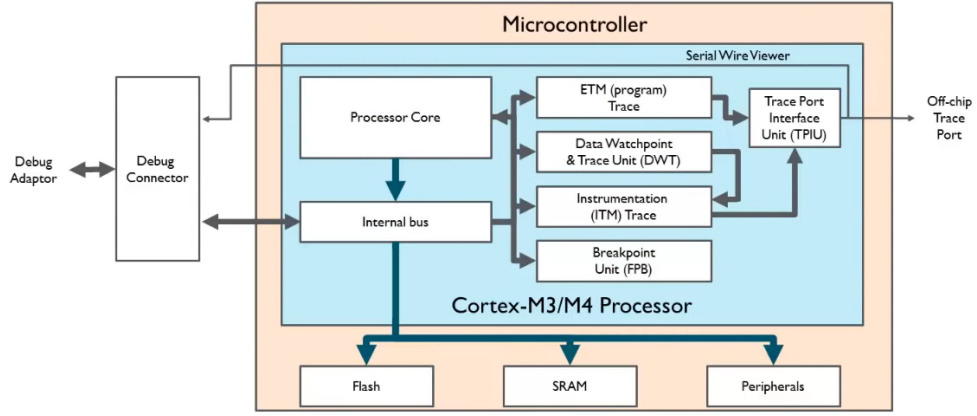 Microcontroller
Serial Wire Viewer
Processor Core
ETM (program)
Trace
Trace Port
Interface
Unit (TPIU)
Off-chip
Trace
Port
Data Watchpoint
& Trace Unit (DWT)
Debug
Adaptor
Debug
Connector
Instrumentation
(ITM) Trace
Internal bus
Breakpoint
Unit (FPB)
Cortex-M3/M4 Processor
Flash
SRAM
Peripherals